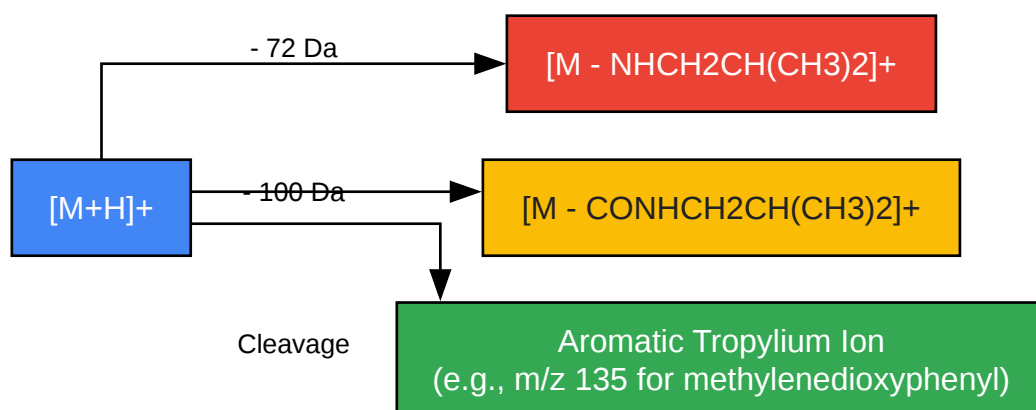 - 72 Da
[M - NHCH2CH(CH3)2]+
[M+H]+
- 100 Da
[M - CONHCH2CH(CH3)2]+
Cleavage
Aromatic Tropylium Ion
(e.g., m/z 135 for methylenedioxyphenyl)